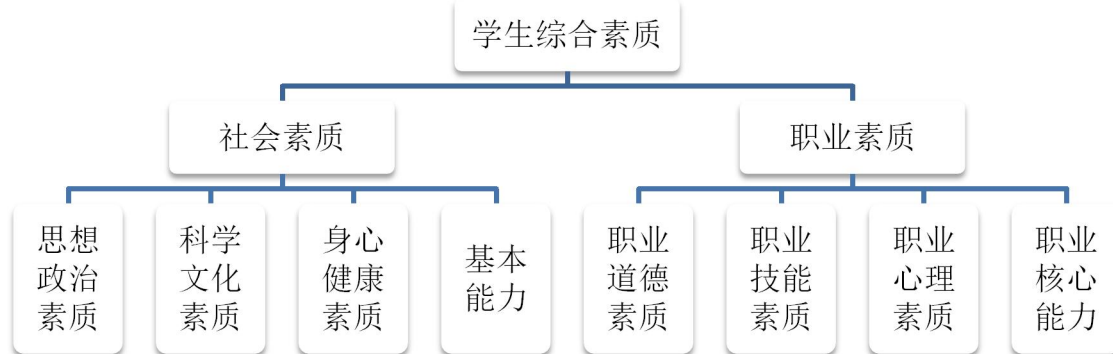 学生综合素质
社会素质
职业素质
思想
政治
素质
科学
文化
素质
身心
健康
素质
基本
能力
职业
道德
素质
职业
技能
素质
职业
心理
素质
职业
核心
能力